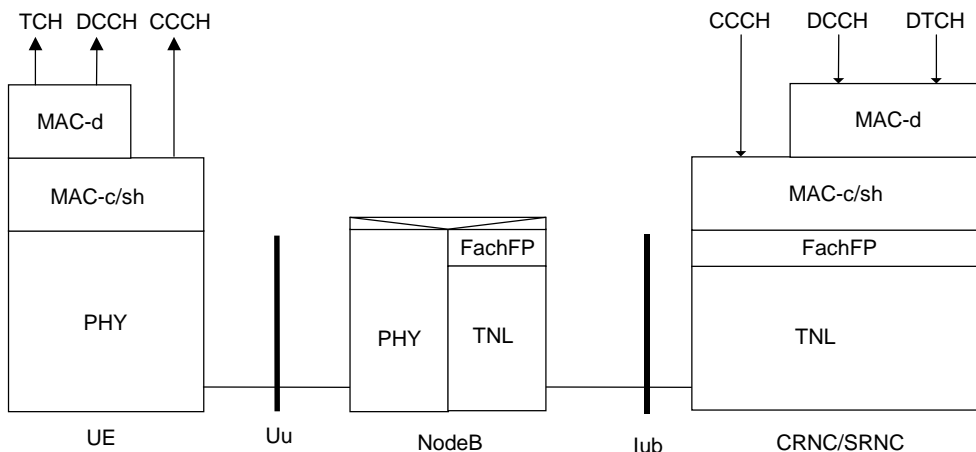 TCH DCCH CCCH
CCCH DCCH DTCH
MAC-d
MAC-d
MAC-c/sh
MAC-c/sh
FachFP
FachFP
PHY
PHY
TNL
TNL
UE
Uu
NodeB
Iub
CRNC/SRNC